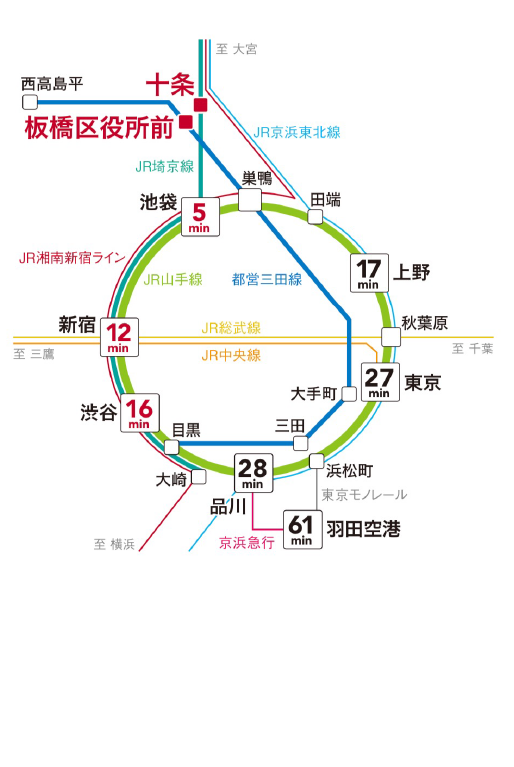 至 大宮
西高島平
十条
板橋区役所前
JR京浜東北線
JR埼京線
巣鴨
池袋
5
min
田端
JR湘南新宿ライン
JR山手線
都営三田線
17
min
上野
新宿
12
min
JR総武線
秋葉原
至 三鷹
JR中央線
至 千葉
27
min
東京
大手町
渋谷
16
min
目黒
三田
大崎
28
min
浜松町
品川
東京モノレール
61
min
羽田空港
至 横浜
京浜急行